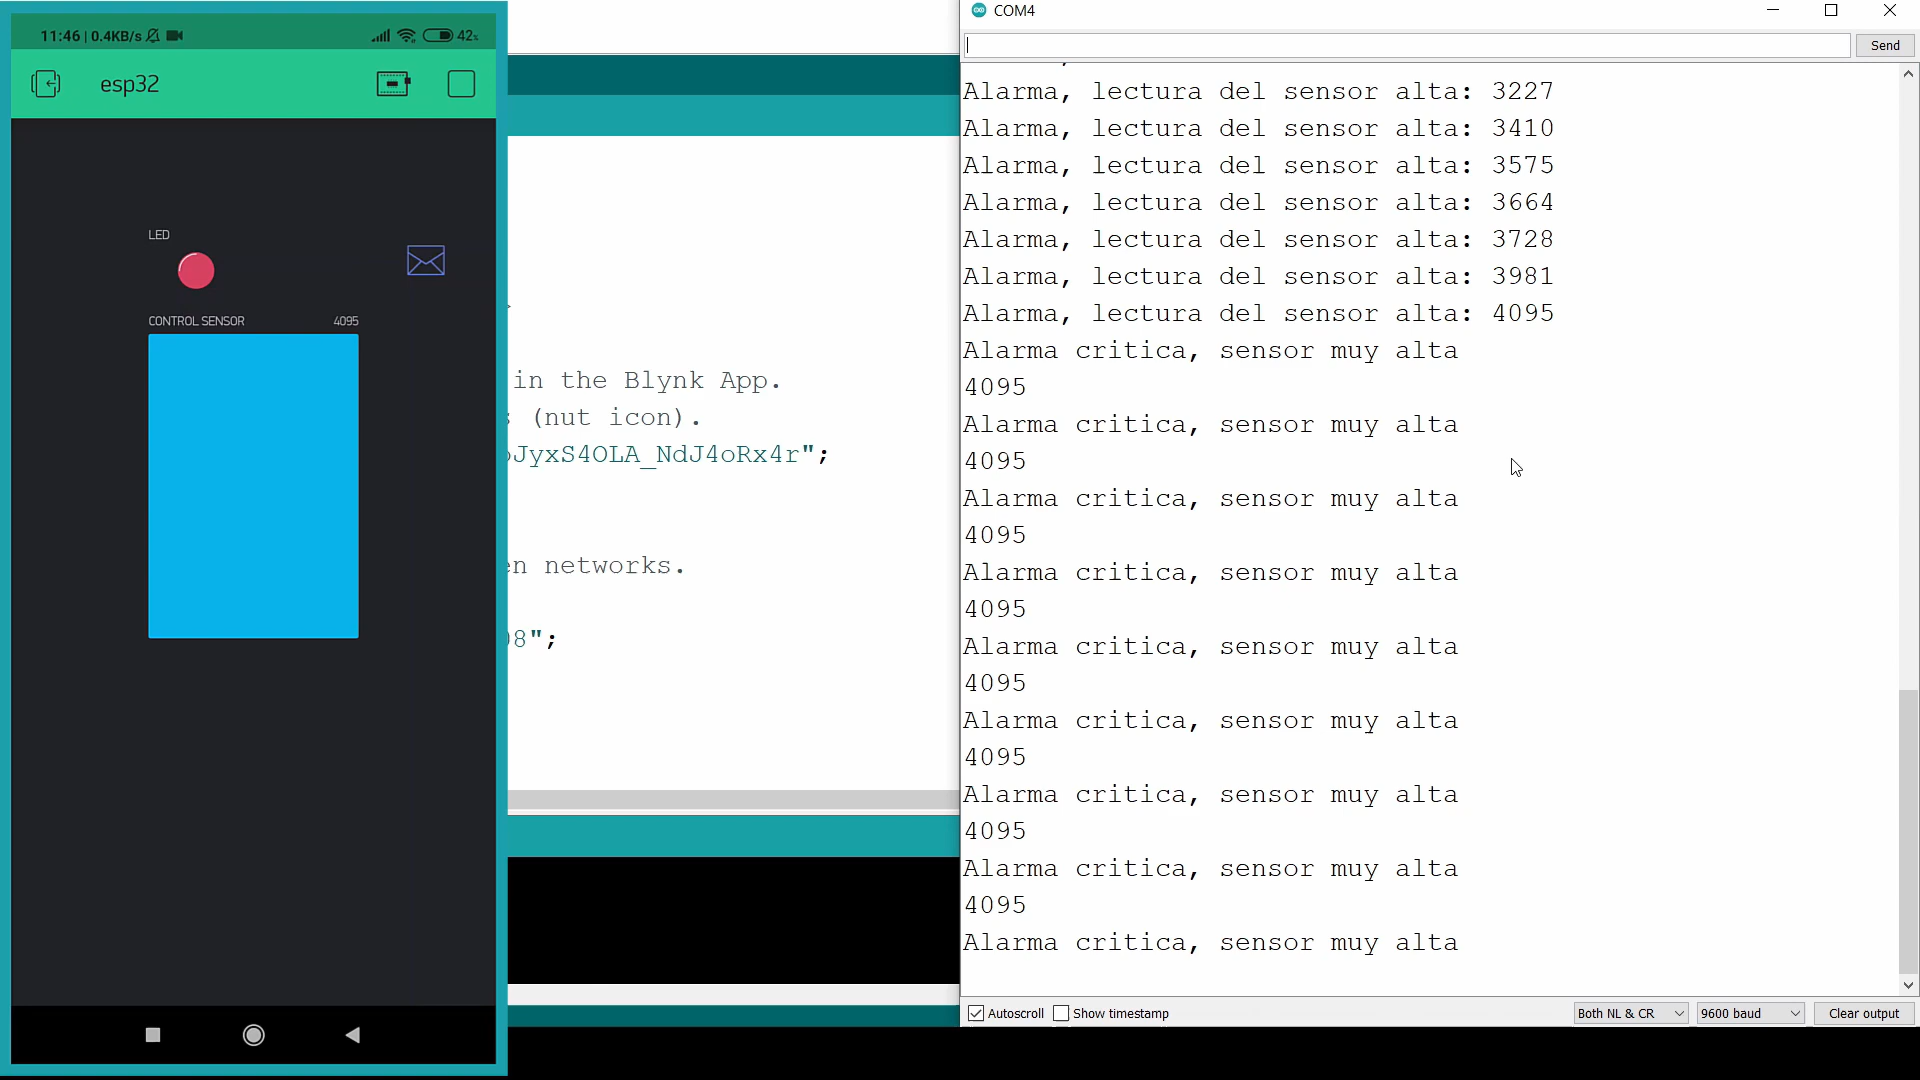 11:46 | 0.4KB/s
42%
esp32
LED
CONTROL SENSOR 4095
in the Blynk App.
(nut icon).
JyxS4OLA_NdJ4oRx4r";
networks.
8";
COM4
Send
Alarma, lectura del sensor alta: 3227
Alarma, lectura del sensor alta: 3410
Alarma, lectura del sensor alta: 3575
Alarma, lectura del sensor alta: 3664
Alarma, lectura del sensor alta: 3728
Alarma, lectura del sensor alta: 3981
Alarma, lectura del sensor alta: 4095
Alarma critica, sensor muy alta
4095
Alarma critica, sensor muy alta
4095
Alarma critica, sensor muy alta
4095
Alarma critica, sensor muy alta
4095
Alarma critica, sensor muy alta
4095
Alarma critica, sensor muy alta
4095
Alarma critica, sensor muy alta
4095
Alarma critica, sensor muy alta
4095
Alarma critica, sensor muy alta
Autoscroll Show timestamp Both NL & CR 9600 baud Clear output